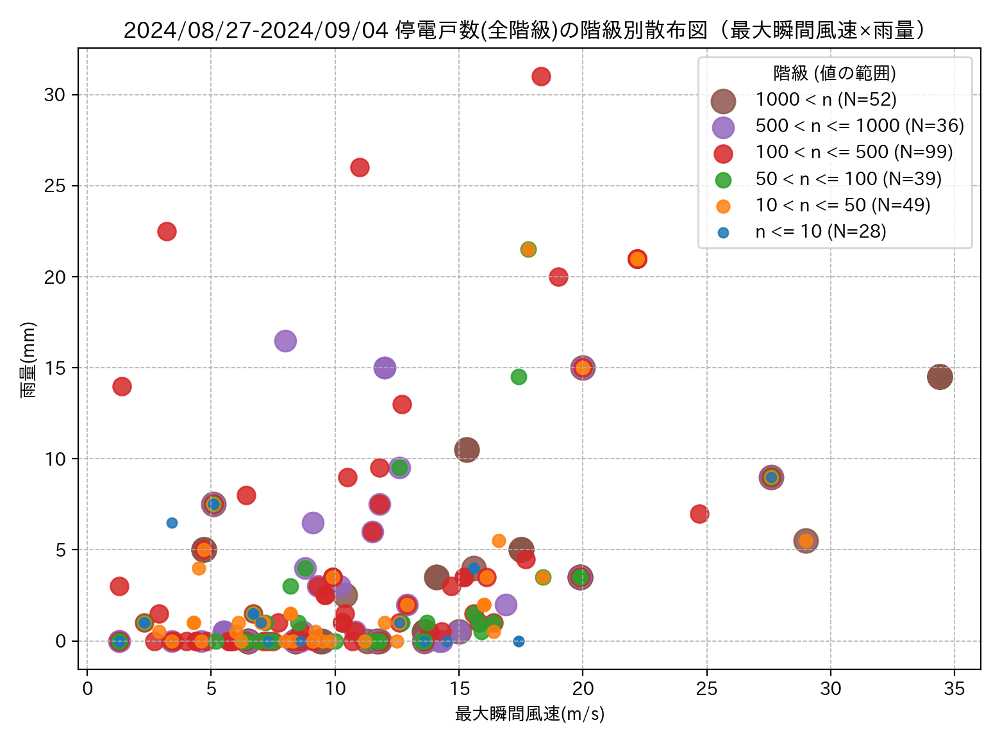 2024/08/27-2024/09/04 停電戸数(全階級)の階級別散布図（最大瞬間風速×雨量）
階級 (値の範囲)
1000 < n (N=52)
500 < n <= 1000 (N=36)
100 < n <= 500 (N=99)
50 < n <= 100 (N=39)
10 < n <= 50 (N=49)
n <= 10 (N=28)
雨量(mm)
30
25
20
15
10
5
0
0 5 10 15 20 25 30 35
最大瞬間風速(m/s)